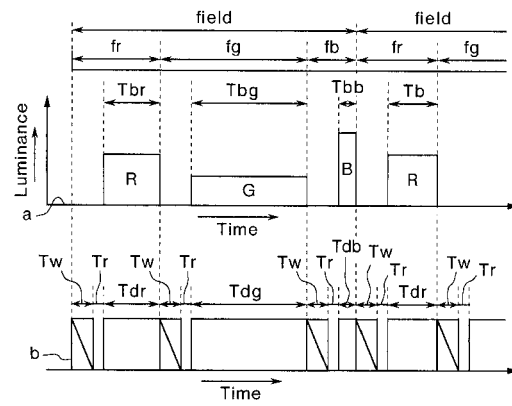 field field
fr fg fb fr fg
Tbr Tbg Tbb Tb
Luminance
R G B R
a
Time
Tw Tr Tw Tr Tw Tr Tdb Tw Tr Tw Tr
Tdr Tdg Tdr
b
Time